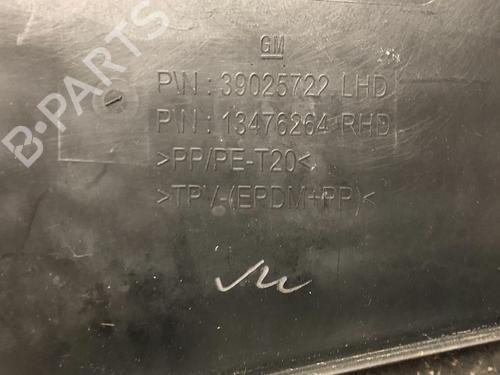 B-PARTS
GM
P\N : 39025722 LHD
P\N : 13476264 RHD
>PP/PE-T20<
>TPV-(EPDM+PP)<